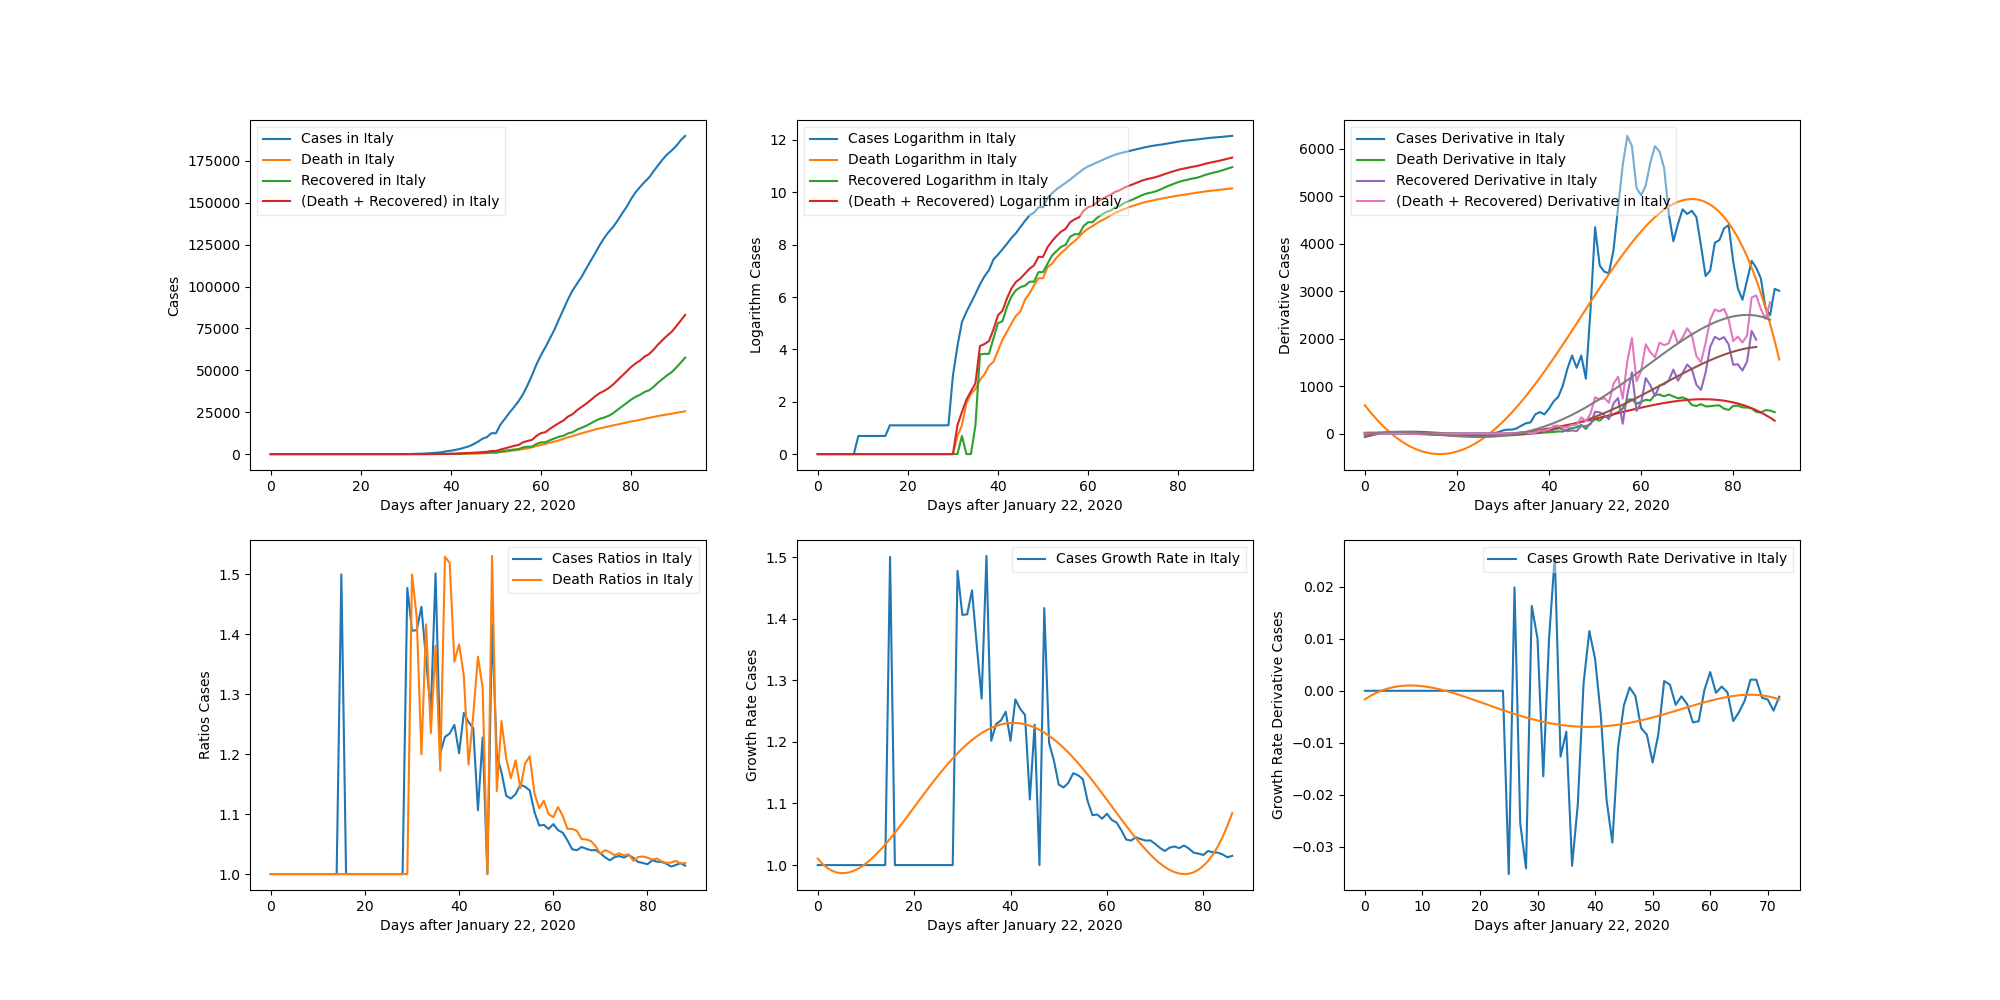 Cases in Italy
Death in Italy
Recovered in Italy
(Death + Recovered) in Italy
Cases
175000
150000
125000
100000
75000
50000
25000
0
0 20 40 60 80
Days after January 22, 2020
Cases Logarithm in Italy
Death Logarithm in Italy
Recovered Logarithm in Italy
(Death + Recovered) Logarithm in Italy
Logarithm Cases
12
10
8
6
4
2
0
0 20 40 60 80
Days after January 22, 2020
Cases Derivative in Italy
Death Derivative in Italy
Recovered Derivative in Italy
(Death + Recovered) Derivative in Italy
Derivative Cases
6000
5000
4000
3000
2000
1000
0
0 20 40 60 80
Days after January 22, 2020
Cases Ratios in Italy
Death Ratios in Italy
Ratios Cases
1.5
1.4
1.3
1.2
1.1
1.0
0 20 40 60 80
Days after January 22, 2020
Cases Growth Rate in Italy
Growth Rate Cases
1.5
1.4
1.3
1.2
1.1
1.0
0 20 40 60 80
Days after January 22, 2020
Cases Growth Rate Derivative in Italy
Growth Rate Derivative Cases
0.02
0.01
0.00
−0.01
−0.02
−0.03
0 10 20 30 40 50 60 70
Days after January 22, 2020